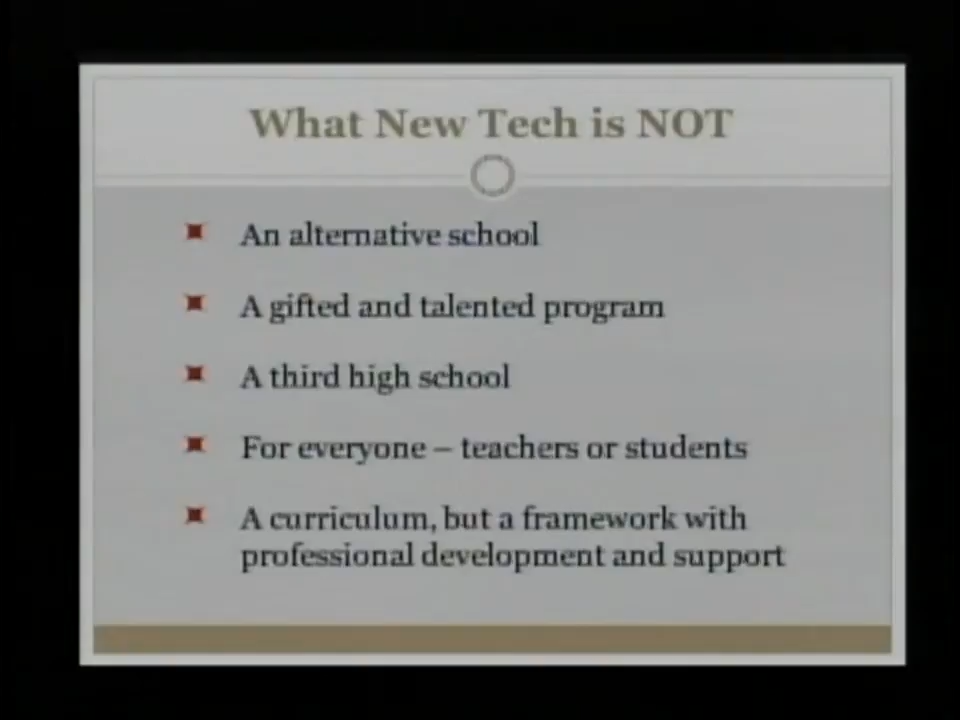 What New Tech is NOT
An alternative school
A gifted and talented program
A third high school
For everyone – teachers or students
A curriculum, but a framework with
professional development and support